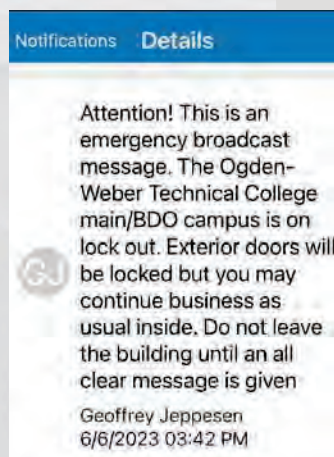 Notifications Details
Attention! This is an
emergency broadcast
message. The Ogden-
Weber Technical College
main/BDO campus is on
lock out. Exterior doors will
GJ
be locked but you may
continue business as
usual inside. Do not leave
the building until an all
clear message is given
Geoffrey Jeppesen
6/6/2023 03:42 PM